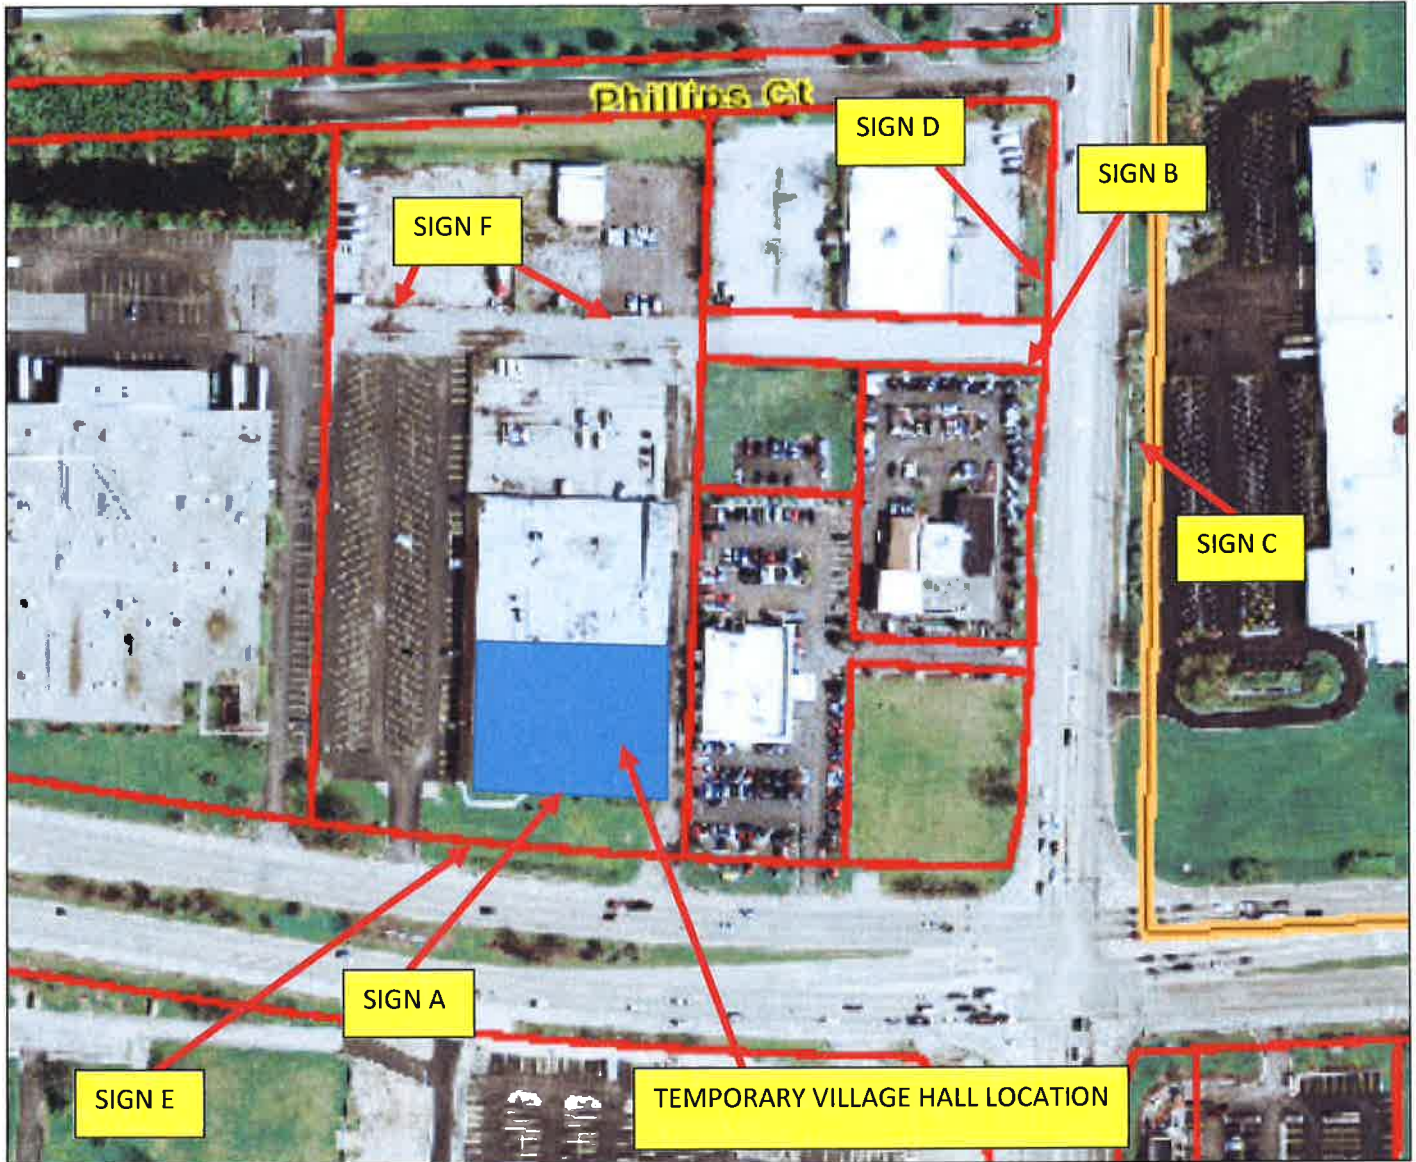 Phillips Ct
SIGN D
SIGN B
SIGN F
SIGN C
SIGN A
SIGN E
TEMPORARY VILLAGE HALL LOCATION